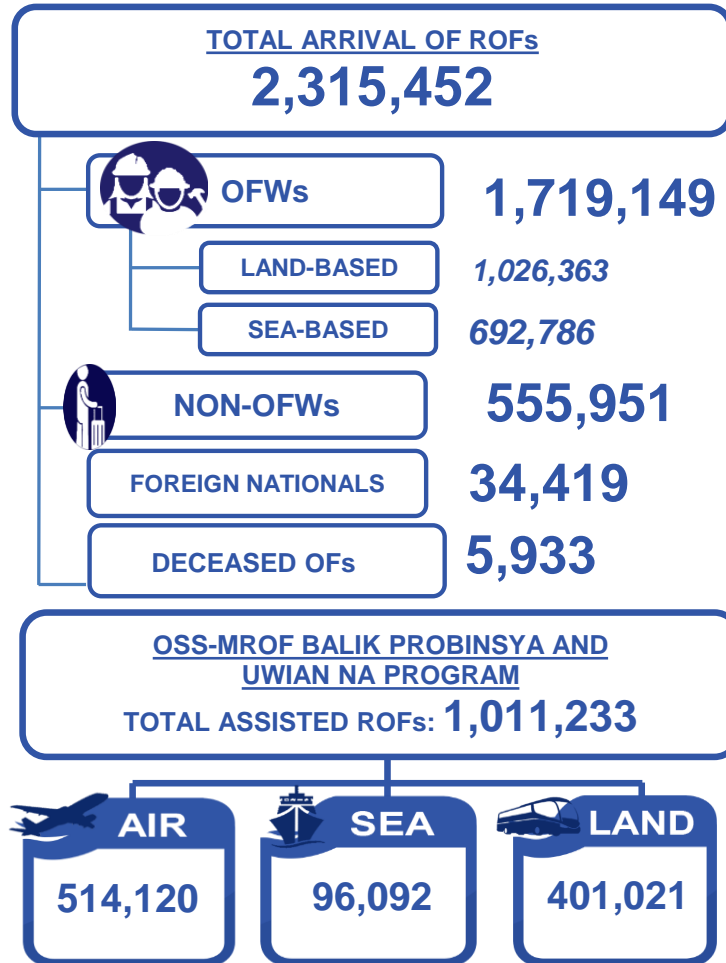 TOTAL ARRIVAL OF ROFs
2,315,452
OFWs 1,719,149
LAND-BASED 1,026,363
SEA-BASED 692,786
NON-OFWs 555,951
FOREIGN NATIONALS 34,419
DECEASED OFs 5,933
OSS-MROF BALIK PROBINSYA AND
UWIAN NA PROGRAM
TOTAL ASSISTED ROFs: 1,011,233
AIR SEA LAND
514,120 96,092 401,021